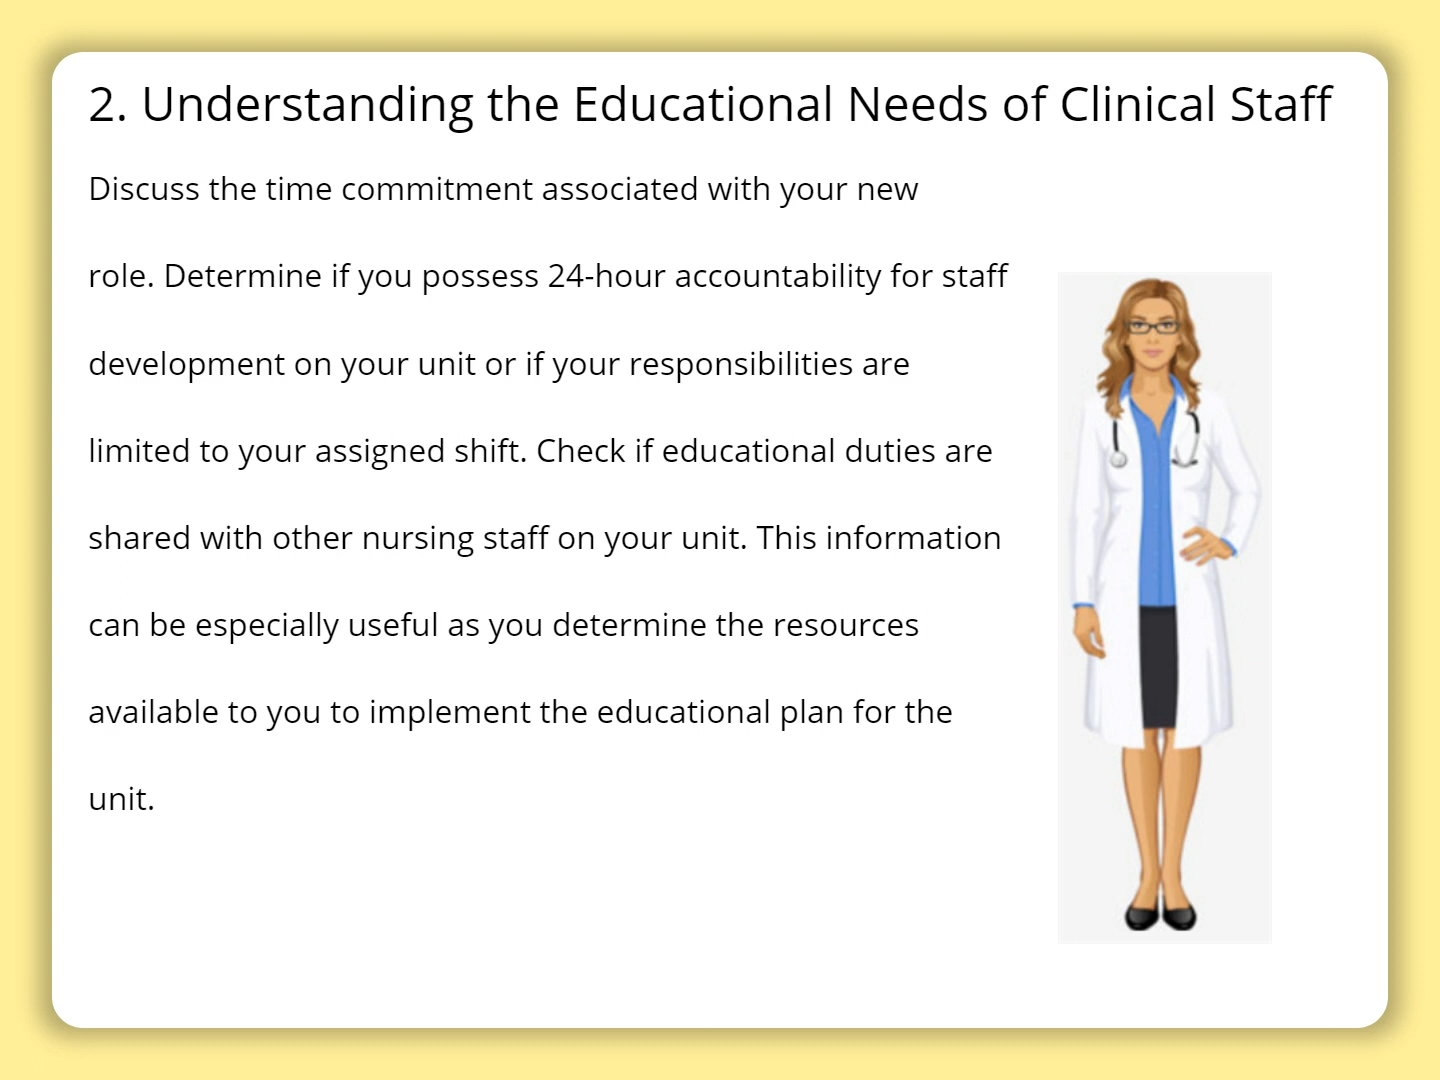 2. Understanding the Educational Needs of Clinical Staff
Discuss the time commitment associated with your new
role. Determine if you possess 24-hour accountability for staff
development on your unit or if your responsibilities are
limited to your assigned shift. Check if educational duties are
shared with other nursing staff on your unit. This information
can be especially useful as you determine the resources
available to you to implement the educational plan for the
unit.